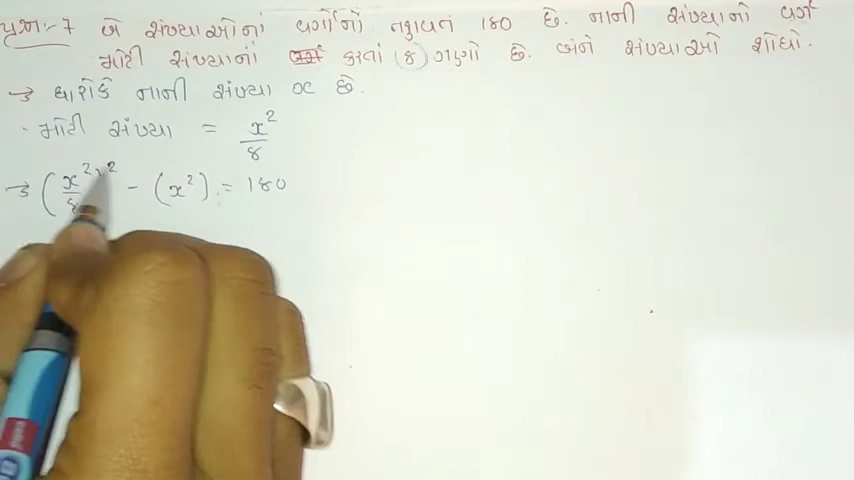 પ્રશ્ન:- 7 બે સંખ્યાઓનાં વર્ગોનો તફાવત 180 છે. નાની સંખ્યાનો વર્ગ
મોટી સંખ્યાનાં કરતાં 8 ગણો છે. બંને સંખ્યાઓ શોધો.
→ ધારોકે નાની સંખ્યા x છે.
મોટી સંખ્યા = x²/8
→ (x²/8)² - (x²) = 180